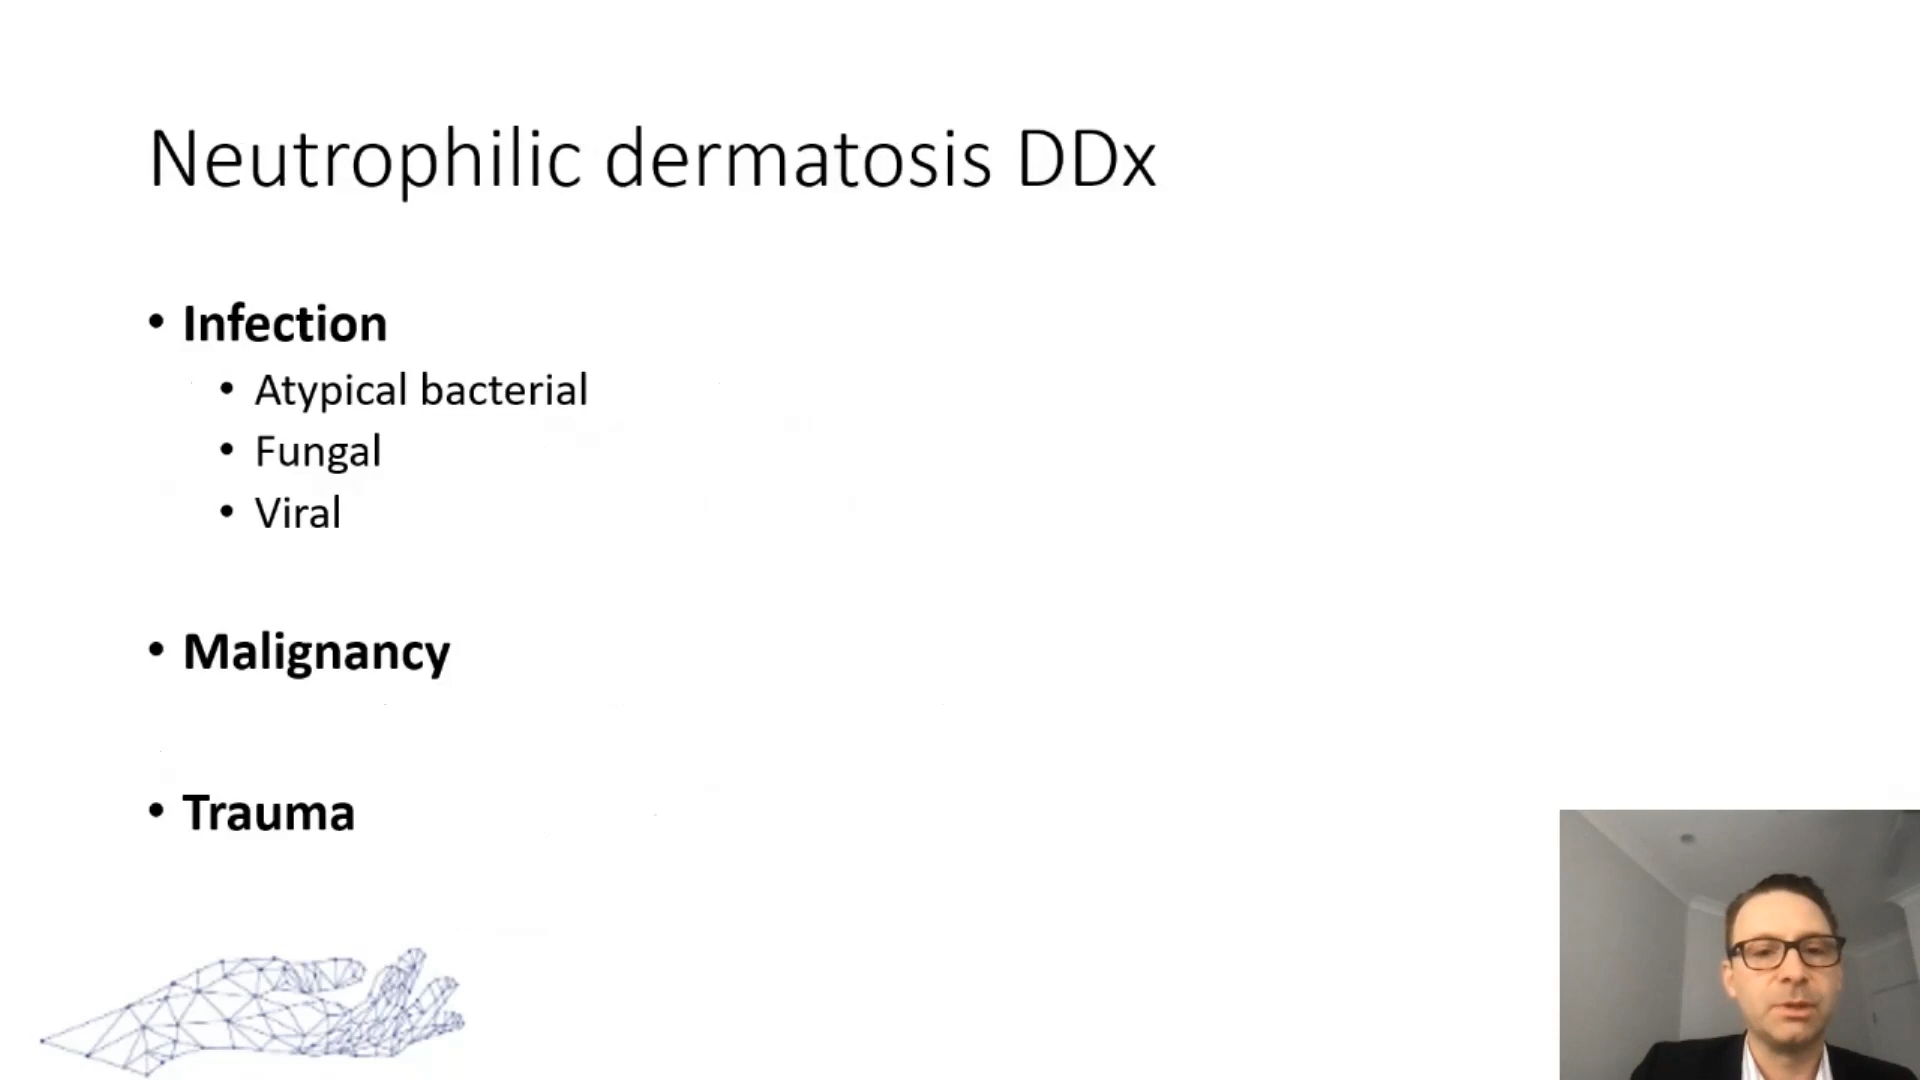 Neutrophilic dermatosis DDx
• Infection
• Atypical bacterial
• Fungal
• Viral
• Malignancy
• Trauma